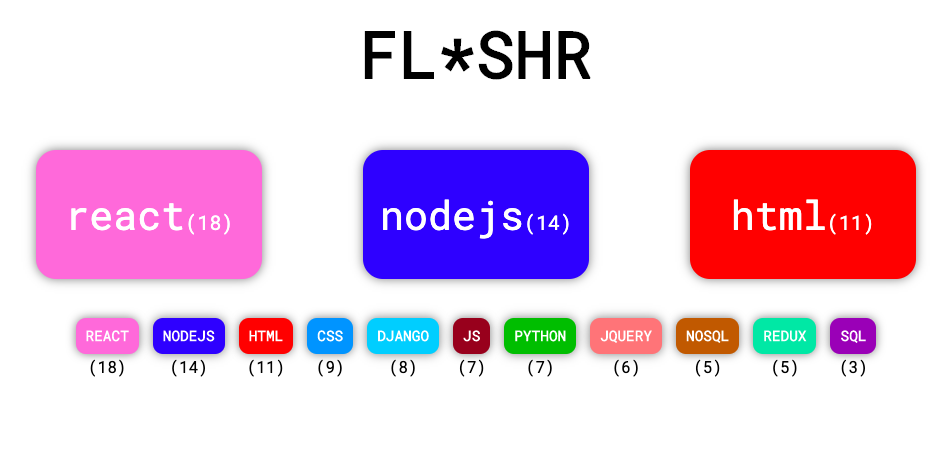 FL*SHR
react(18) nodejs(14) html(11)
REACT NODEJS HTML CSS DJANGO JS PYTHON JQUERY NOSQL REDUX SQL
(18) (14) (11) (9) (8) (7) (7) (6) (5) (5) (3)